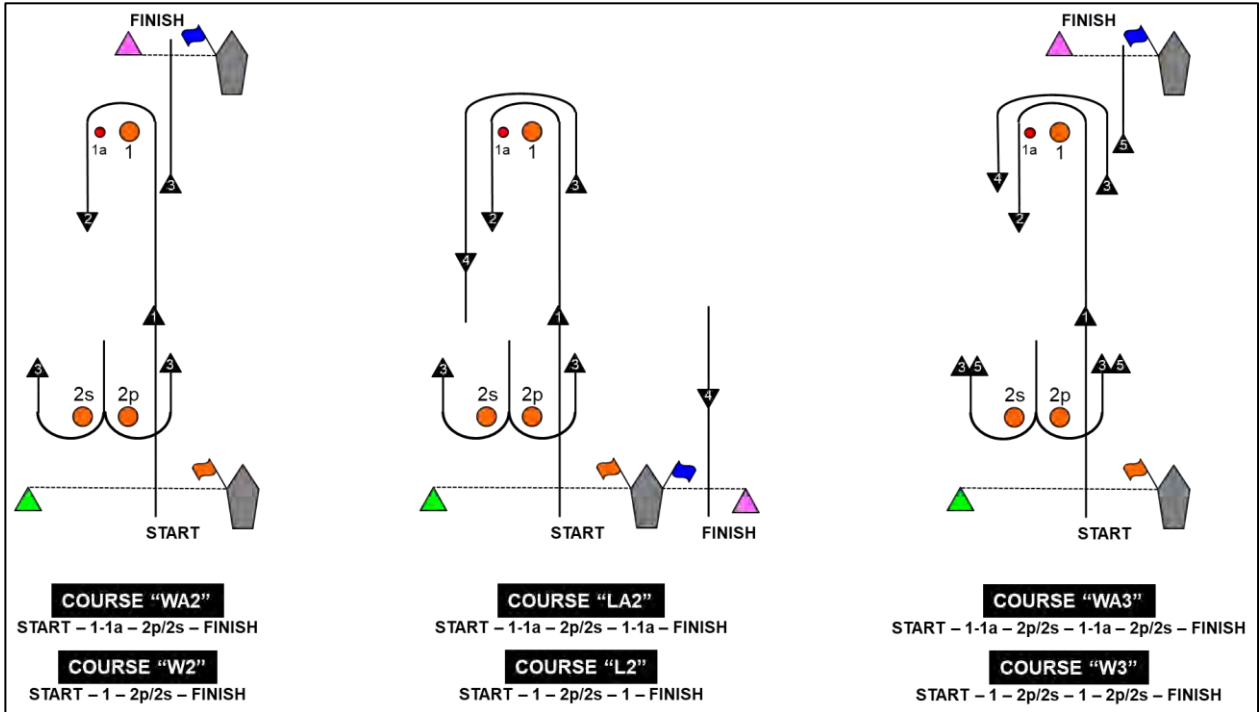 FINISH
1a
1
3
2
1
3
3
2s
2p
START
COURSE “WA2”
START – 1-1a – 2p/2s – FINISH
COURSE “W2”
START – 1 – 2p/2s – FINISH
1a
1
3
2
4
1
3
3
2s
2p
4
START
FINISH
COURSE “LA2”
START – 1-1a – 2p/2s – 1-1a – FINISH
COURSE “L2”
START – 1 – 2p/2s – 1 – FINISH
FINISH
1a
1
5
4
3
2
1
3 5
3 5
2s
2p
START
COURSE “WA3”
START – 1-1a – 2p/2s – 1-1a – 2p/2s – FINISH
COURSE “W3”
START – 1 – 2p/2s – 1 – 2p/2s – FINISH